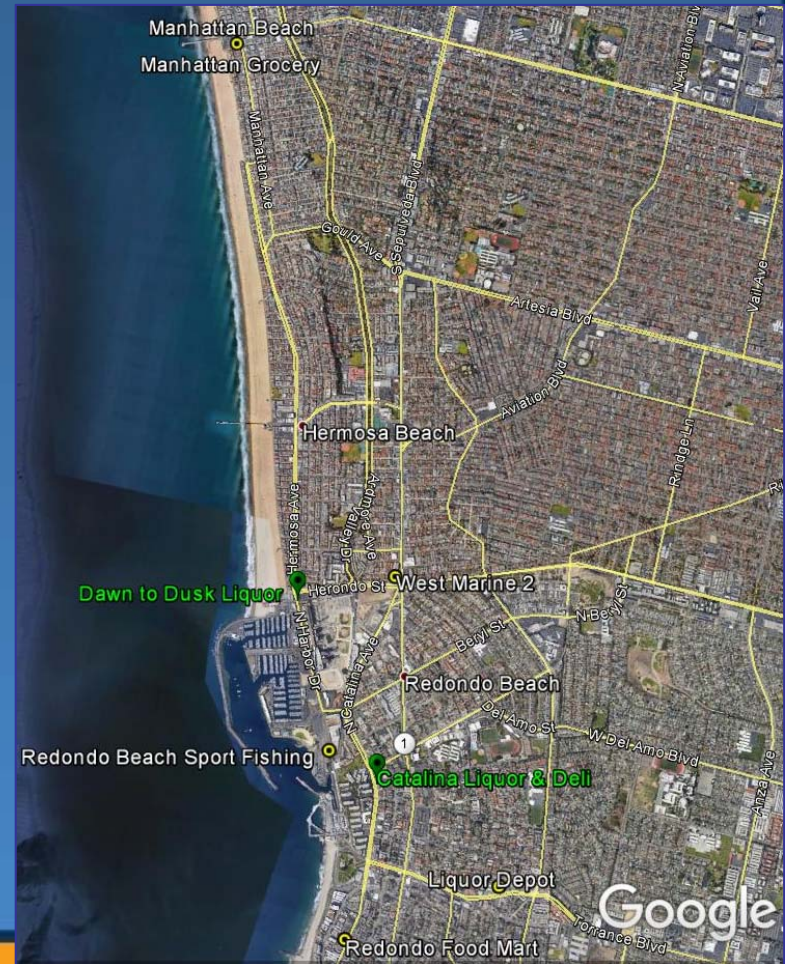 Manhattan Beach
Manhattan Grocery
N Aviation Blvd
Manhattan Ave
S Sepulveda Blvd
Gould Ave
Artesia Blvd
Vail Ave
Aviation Blvd
Hermosa Beach
Rindge Ln
Ardmore Ave
Valley Dr
Hermosa Ave
Dawn to Dusk Liquor
Herondo St
West Marine 2
N Beryl St
N Harbor Dr
Beryl St
N Catalina Ave
Redondo Beach
Del Amo St
1
W Del Amo Blvd
Redondo Beach Sport Fishing
Catalina Liquor & Deli
Anza Ave
Liquor Depot
Google
Torrance Blvd
Redondo Food Mart